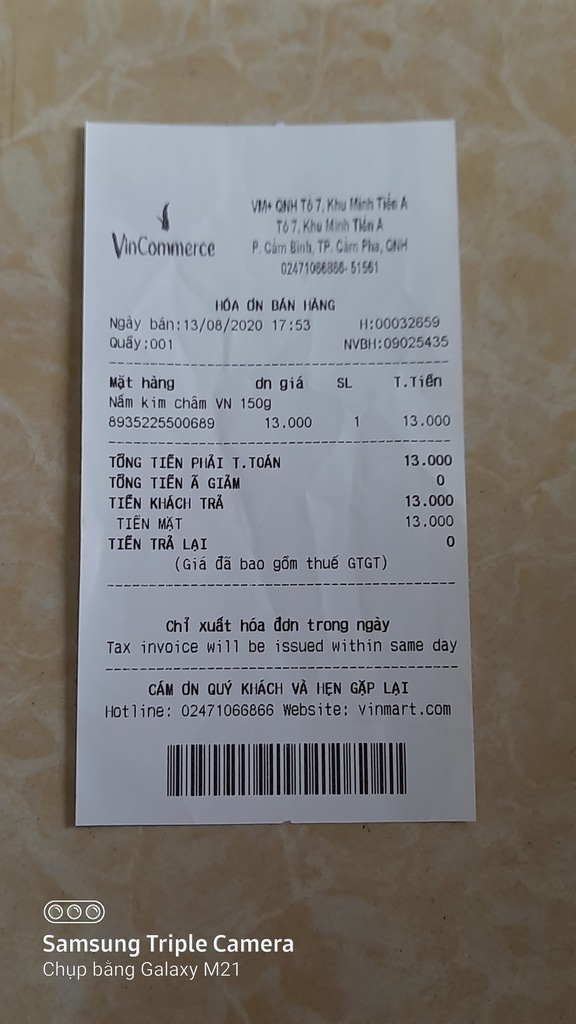 VinCommerce
VM+ QNH Tổ 7, Khu Minh Tiến A
Tổ 7, Khu Minh Tiến A
P. Cẩm Bình, TP. Cẩm Phả, QNH
02471066866- 51561
HÓA ƠN BÁN HÀNG
Ngày bán:13/08/2020 17:53 H:00032659
Quầy:001 NVBH:09025435
Mặt hàng ơn giá SL T.Tiền
Nấm kim châm VN 150g
8935225500689 13.000 1 13.000
TỔNG TIỀN PHẢI T.TOÁN 13.000
TỔNG TIỀN Ã GIẢM 0
TIỀN KHÁCH TRẢ 13.000
TIỀN MẶT 13.000
TIỀN TRẢ LẠI 0
(Giá đã bao gồm thuế GTGT)
Chỉ xuất hóa đơn trong ngày
Tax invoice will be issued within same day
CÁM ƠN QUÝ KHÁCH VÀ HẸN GẶP LẠI
Hotline: 02471066866 Website: vinmart.com
Samsung Triple Camera
Chụp bằng Galaxy M21